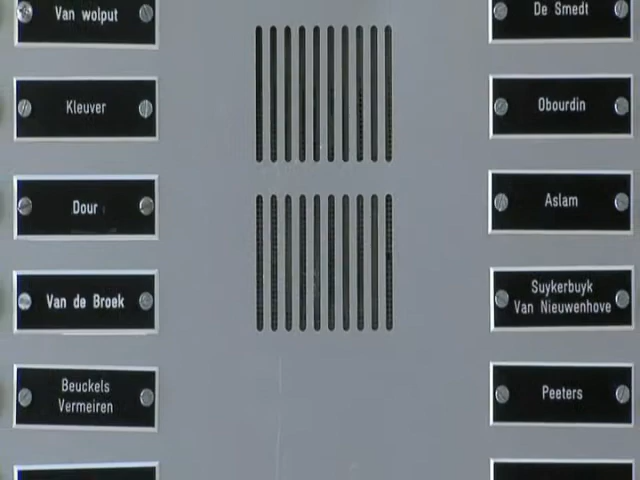 Van wolput
Kleuver
Dour
Van de Broek
Beuckels
Vermeiren
De Smedt
Obourdin
Aslam
Suykerbuyk
Van Nieuwenhove
Peeters